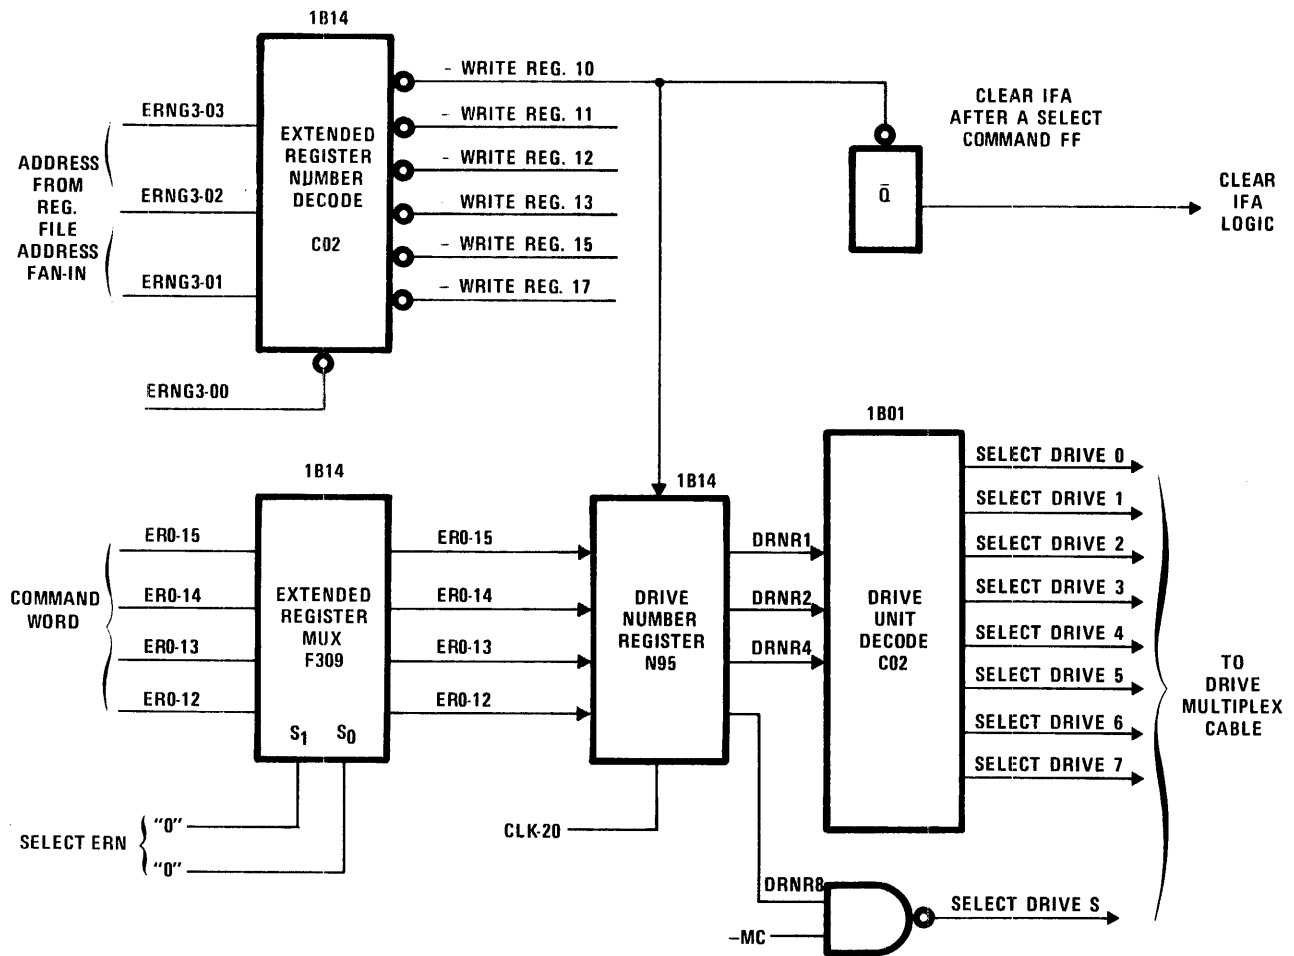 1B14
EXTENDED
REGISTER
NUMBER
DECODE
C02
ERNG3-03
ERNG3-02
ERNG3-01
ERNG3-00
ADDRESS
FROM
REG.
FILE
ADDRESS
FAN-IN
- WRITE REG. 10
- WRITE REG. 11
- WRITE REG. 12
- WRITE REG. 13
- WRITE REG. 15
- WRITE REG. 17
CLEAR IFA
AFTER A SELECT
COMMAND FF
Q̄
CLEAR
IFA
LOGIC
1B14
COMMAND
WORD
ER0-15
ER0-14
ER0-13
ER0-12
EXTENDED
REGISTER
MUX
F309
S1 S0
SELECT ERN
"0"
"0"
ER0-15
ER0-14
ER0-13
ER0-12
1B14
DRIVE
NUMBER
REGISTER
N95
CLK-20
DRNR1
DRNR2
DRNR4
DRNR8
-MC
1B01
DRIVE
UNIT
DECODE
C02
SELECT DRIVE 0
SELECT DRIVE 1
SELECT DRIVE 2
SELECT DRIVE 3
SELECT DRIVE 4
SELECT DRIVE 5
SELECT DRIVE 6
SELECT DRIVE 7
SELECT DRIVE S
TO
DRIVE
MULTIPLEX
CABLE